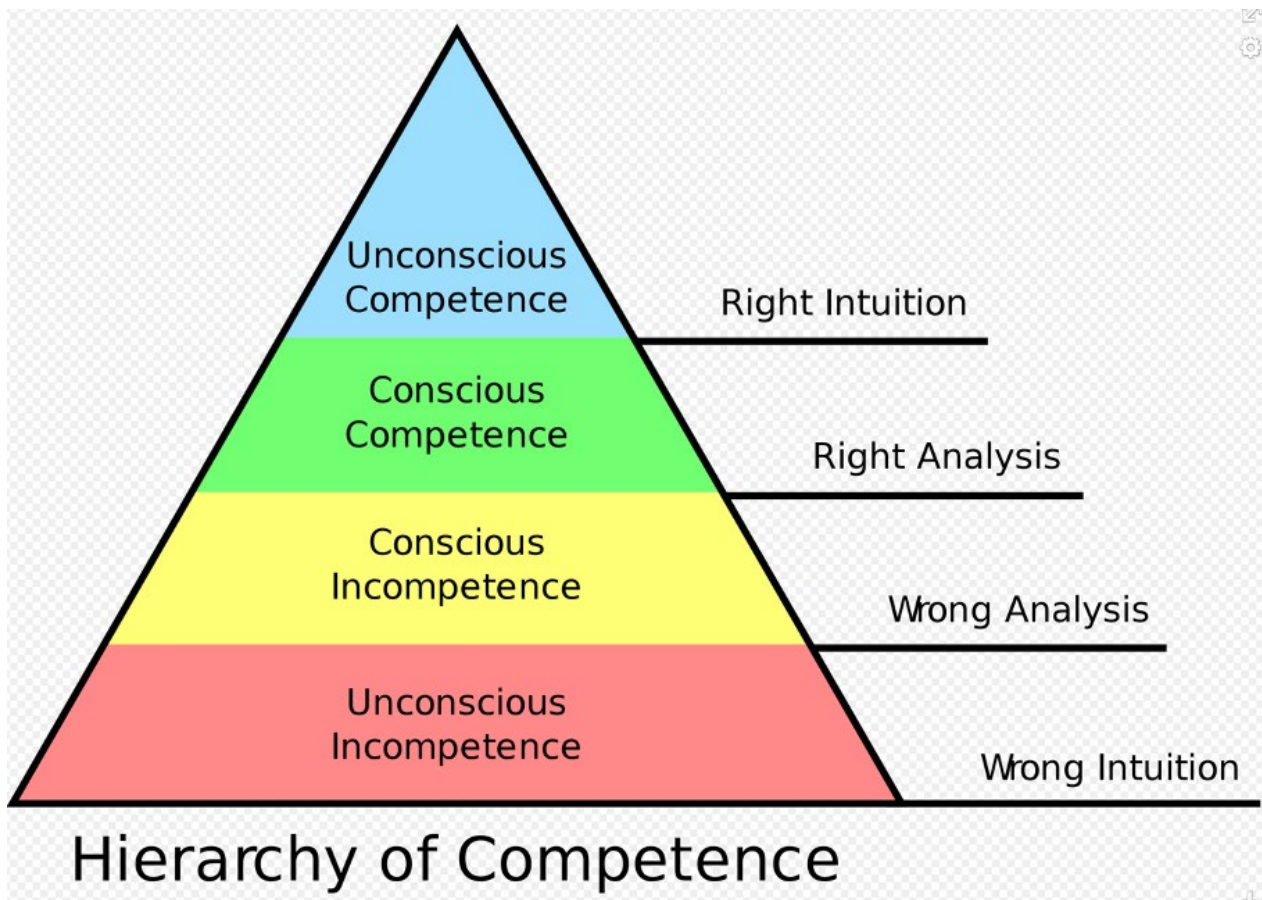 Unconscious
Competence
Right Intuition
Conscious
Competence
Right Analysis
Conscious
Incompetence
Wrong Analysis
Unconscious
Incompetence
Wrong Intuition
Hierarchy of Competence